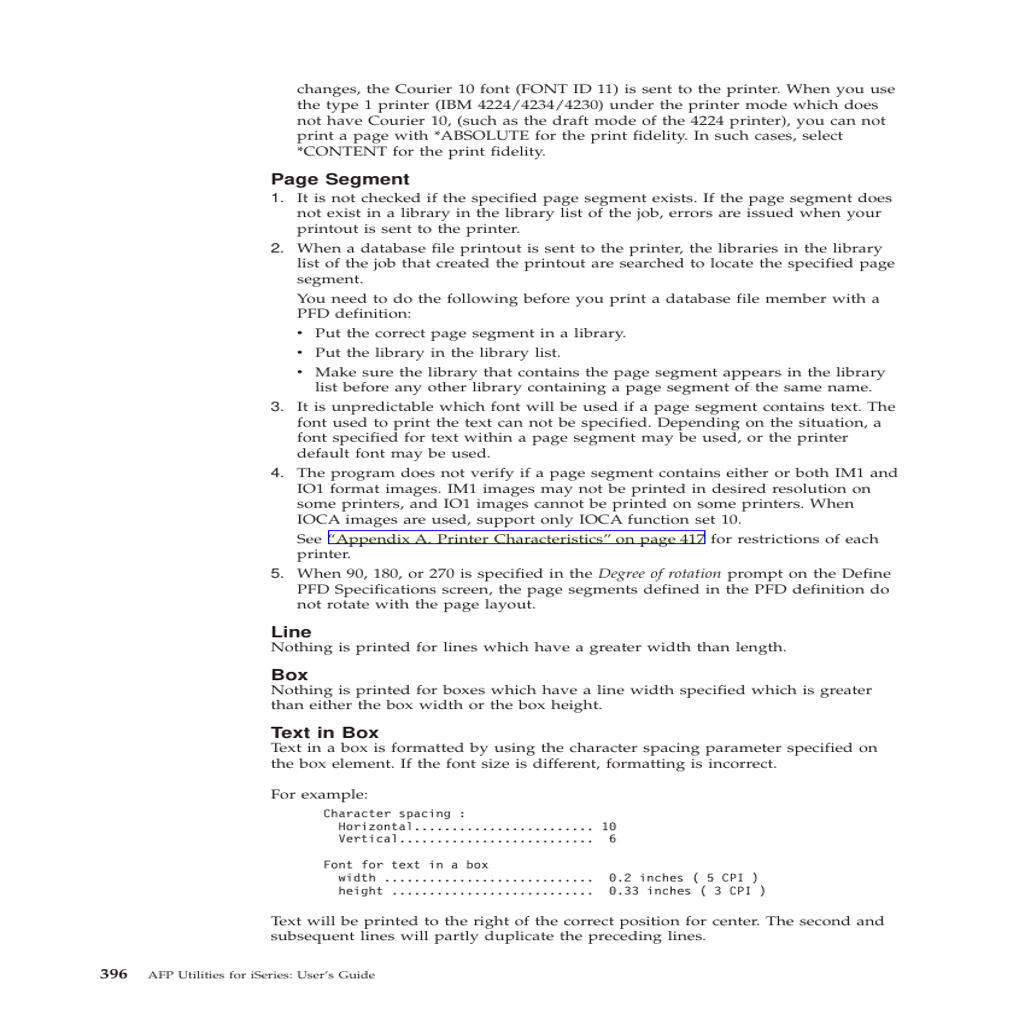 changes, the Courier 10 font (FONT ID 11) is sent to the printer. When you use
the type 1 printer (IBM 4224/4234/4230) under the printer mode which does
not have Courier 10, (such as the draft mode of the 4224 printer), you can not
print a page with *ABSOLUTE for the print fidelity. In such cases, select
*CONTENT for the print fidelity.
Page Segment
1. It is not checked if the specified page segment exists. If the page segment does
not exist in a library in the library list of the job, errors are issued when your
printout is sent to the printer.
2. When a database file printout is sent to the printer, the libraries in the library
list of the job that created the printout are searched to locate the specified page
segment.
You need to do the following before you print a database file member with a
PFD definition:
• Put the correct page segment in a library.
• Put the library in the library list.
• Make sure the library that contains the page segment appears in the library
list before any other library containing a page segment of the same name.
3. It is unpredictable which font will be used if a page segment contains text. The
font used to print the text can not be specified. Depending on the situation, a
font specified for text within a page segment may be used, or the printer
default font may be used.
4. The program does not verify if a page segment contains either or both IM1 and
IO1 format images. IM1 images may not be printed in desired resolution on
some printers, and IO1 images cannot be printed on some printers. When
IOCA images are used, support only IOCA function set 10.
See “Appendix A. Printer Characteristics” on page 417 for restrictions of each
printer.
5. When 90, 180, or 270 is specified in the Degree of rotation prompt on the Define
PFD Specifications screen, the page segments defined in the PFD definition do
not rotate with the page layout.
Line
Nothing is printed for lines which have a greater width than length.
Box
Nothing is printed for boxes which have a line width specified which is greater
than either the box width or the box height.
Text in Box
Text in a box is formatted by using the character spacing parameter specified on
the box element. If the font size is different, formatting is incorrect.
For example:
Character spacing :
Horizontal........................ 10
Vertical.......................... 6
Font for text in a box
width ............................ 0.2 inches ( 5 CPI )
height ........................... 0.33 inches ( 3 CPI )
Text will be printed to the right of the correct position for center. The second and
subsequent lines will partly duplicate the preceding lines.
396 AFP Utilities for iSeries: User’s Guide